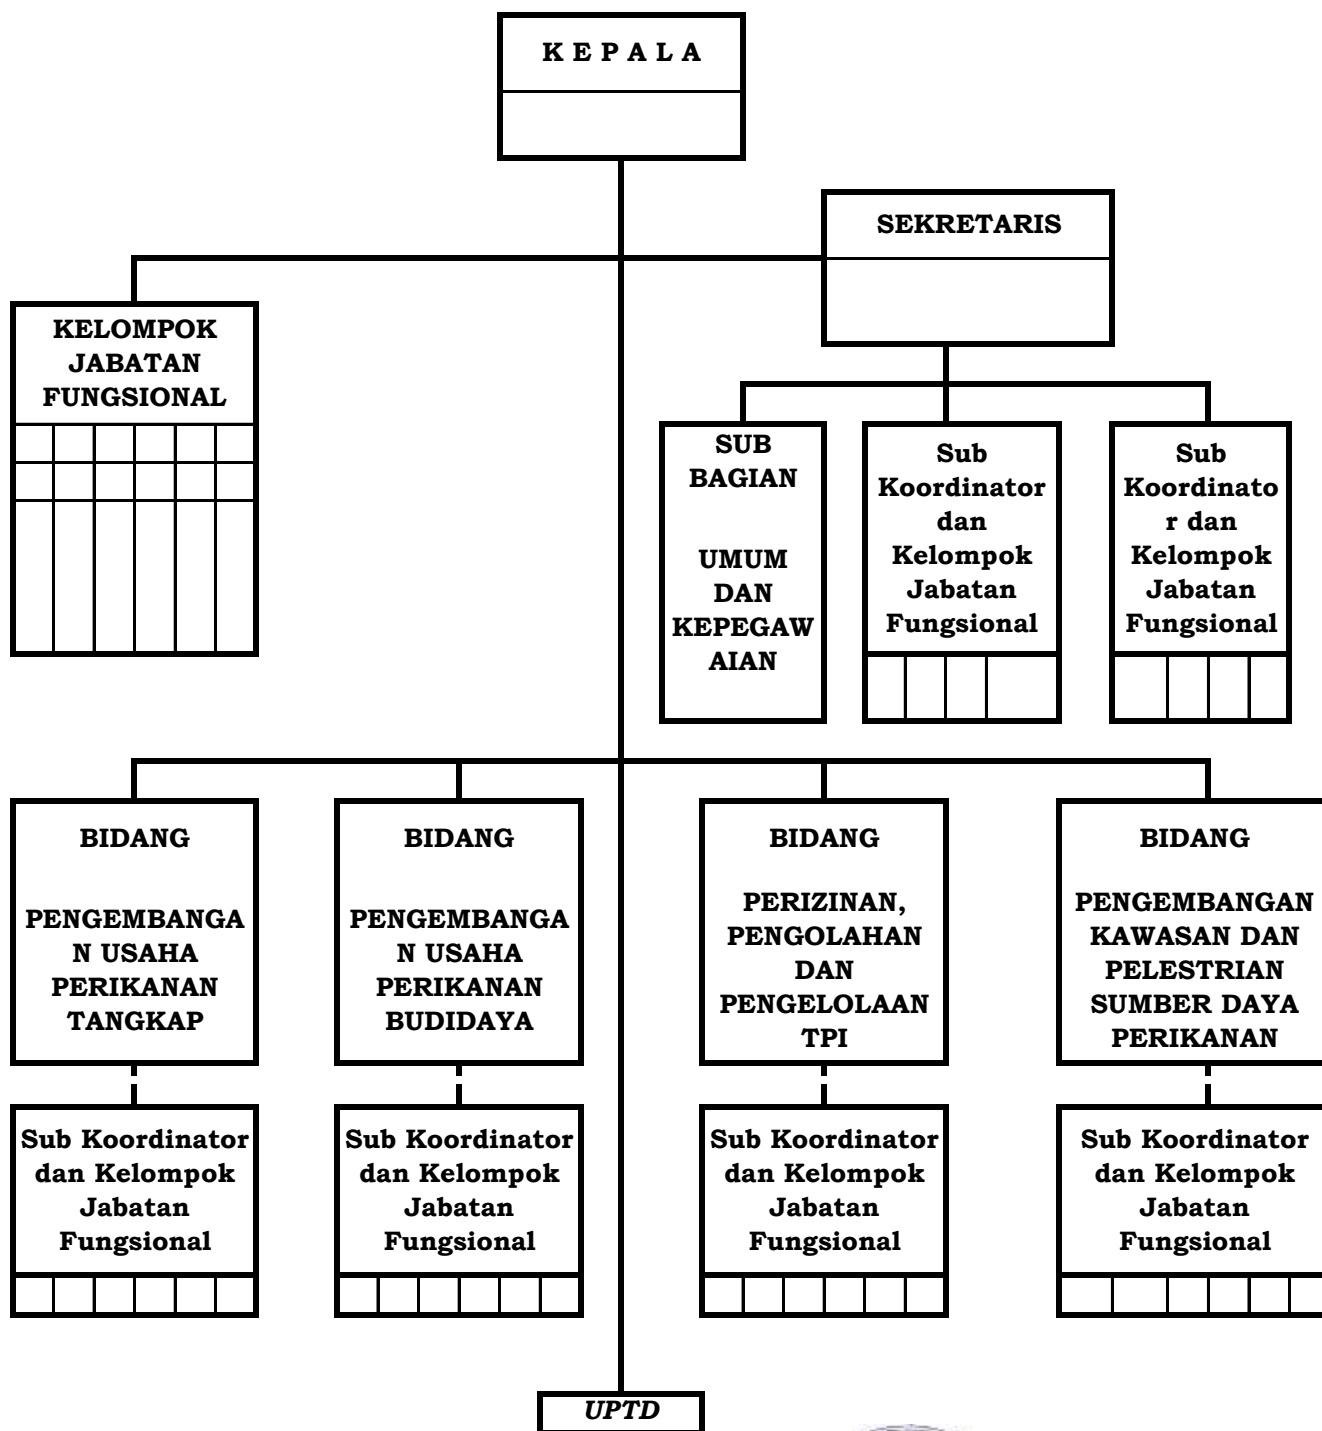 K E P A L A
SEKRETARIS
KELOMPOK
JABATAN
FUNGSIONAL
SUB
BAGIAN
UMUM
DAN
KEPEGAW
AIAN
Sub
Koordinator
dan
Kelompok
Jabatan
Fungsional
Sub
Koordinato
r dan
Kelompok
Jabatan
Fungsional
BIDANG
PENGEMBANGA
N USAHA
PERIKANAN
TANGKAP
BIDANG
PENGEMBANGA
N USAHA
PERIKANAN
BUDIDAYA
BIDANG
PERIZINAN,
PENGOLAHAN
DAN
PENGELOLAAN
TPI
BIDANG
PENGEMBANGAN
KAWASAN DAN
PELESTRIAN
SUMBER DAYA
PERIKANAN
Sub Koordinator
dan Kelompok
Jabatan
Fungsional
Sub Koordinator
dan Kelompok
Jabatan
Fungsional
Sub Koordinator
dan Kelompok
Jabatan
Fungsional
Sub Koordinator
dan Kelompok
Jabatan
Fungsional
UPTD